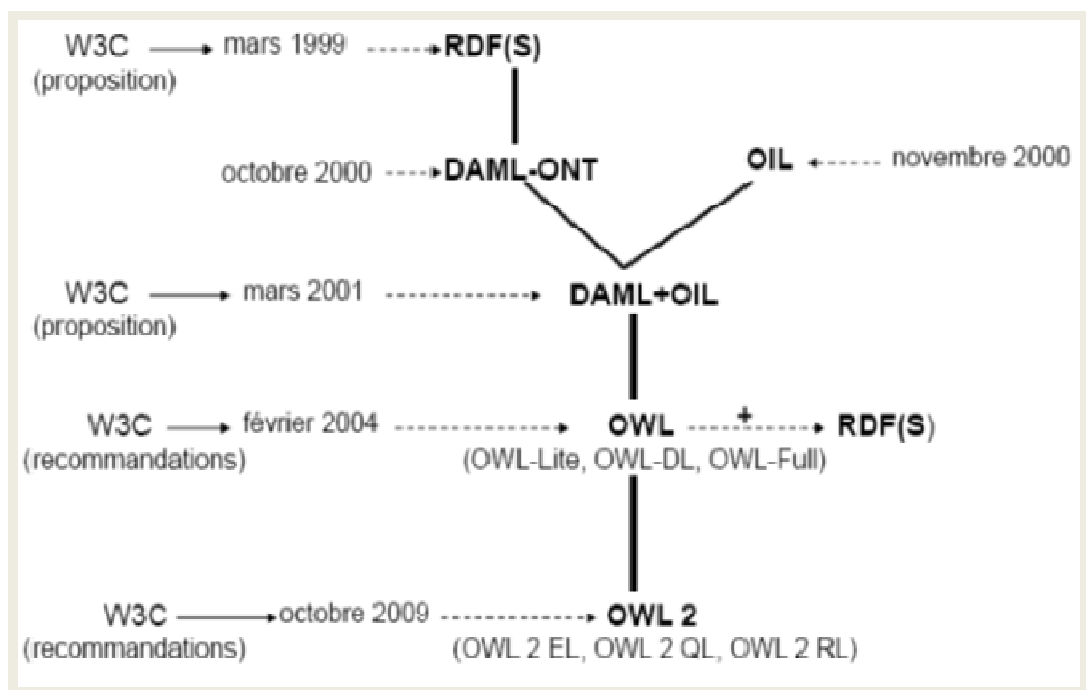 W3C mars 1999 RDF(S)
(proposition)
octobre 2000 DAML-ONT OIL novembre 2000
W3C mars 2001 DAML+OIL
(proposition)
W3C février 2004 OWL + RDF(S)
(recommandations) (OWL-Lite, OWL-DL, OWL-Full)
W3C octobre 2009 OWL 2
(recommandations) (OWL 2 EL, OWL 2 QL, OWL 2 RL)